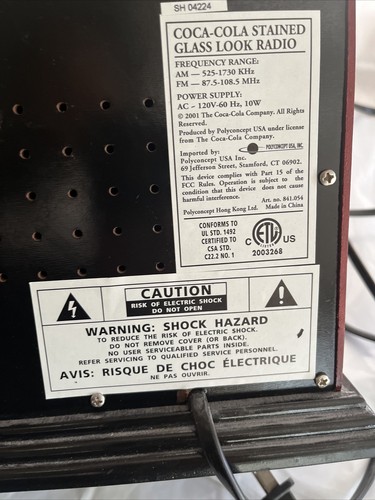 SH 04224
COCA-COLA STAINED
GLASS LOOK RADIO
FREQUENCY RANGE:
AM — 525-1730 KHz
FM — 87.5-108.5 MHz
POWER SUPPLY:
AC ~ 120V-60 Hz, 10W
© 2001 The Coca-Cola Company. All Rights
Reserved.
Produced by Polyconcept USA under license
from The Coca-Cola Company.
Imported by:
POLYCONCEPT USA, INC.
Polyconcept USA Inc.
69 Jefferson Street, Stamford, CT 06902.
This device complies with Part 15 of the
FCC Rules. Operation is subject to the
condition that this device does not cause
harmful interference.
Art. no. 841.054
Polyconcept Hong Kong Ltd. Made in China
CONFORMS TO
UL STD. 1492
CERTIFIED TO
CSA STD.
C22.2 NO. 1
C ETL US
2003268
CAUTION
RISK OF ELECTRIC SHOCK
DO NOT OPEN
WARNING: SHOCK HAZARD
TO REDUCE THE RISK OF ELECTRIC SHOCK.
DO NOT REMOVE COVER (OR BACK).
NO USER SERVICEABLE PARTS INSIDE.
REFER SERVICING TO QUALIFIED SERVICE PERSONNEL.
AVIS: RISQUE DE CHOC ÉLECTRIQUE
NE PAS OUVRIR.